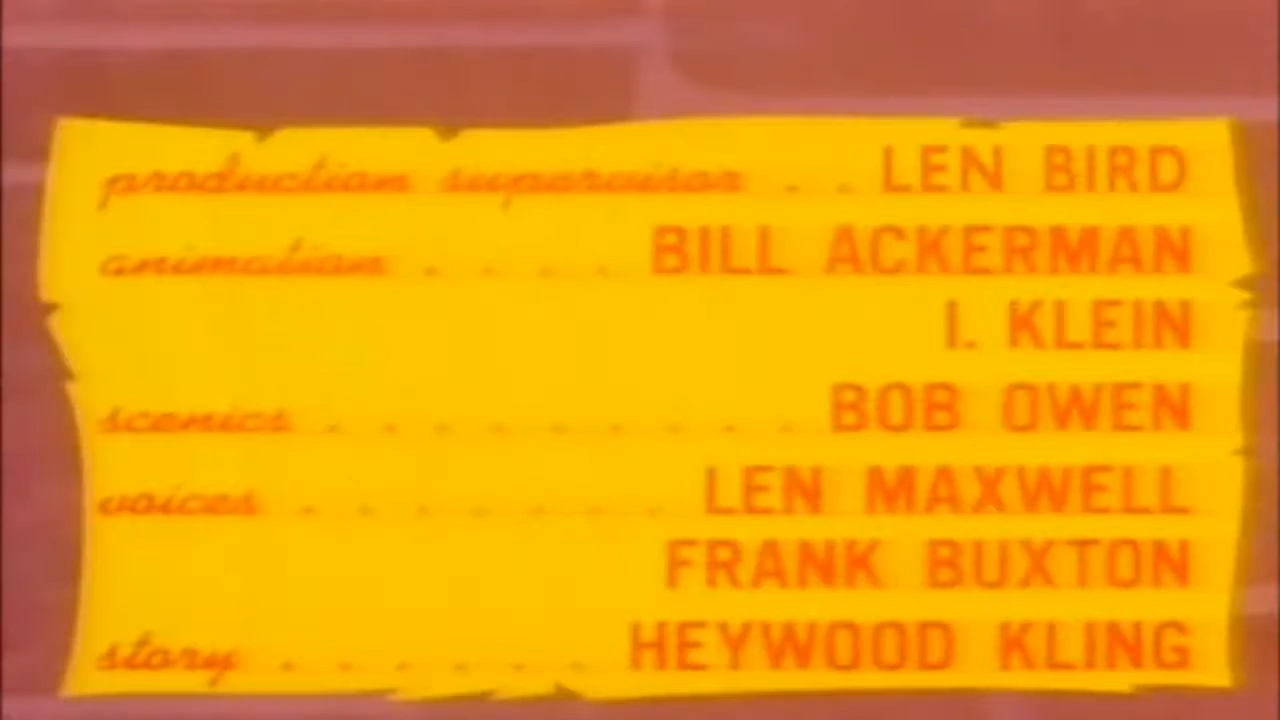 production supervisor . . LEN BIRD
animation . . . . BILL ACKERMAN
I. KLEIN
scenics . . . . . . . . . BOB OWEN
voices . . . . . . . LEN MAXWELL
FRANK BUXTON
story . . . . . . HEYWOOD KLING